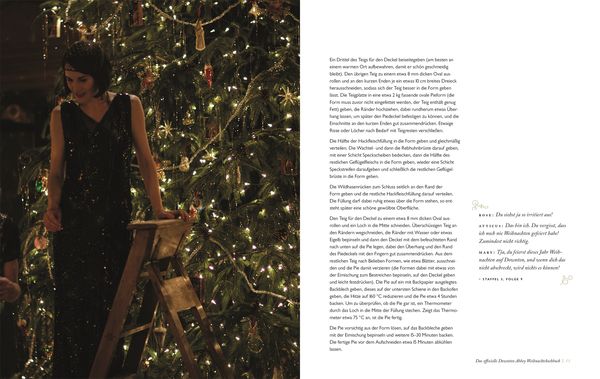 Ein Drittel des Teigs für den Deckel beiseitegeben (am besten an
einem warmen Ort aufbewahren, damit er schön geschmeidig
bleibt). Den übrigen Teig zu einem etwa 8 mm dicken Oval aus
rollen und an den kurzen Enden je ein etwa 10 cm breites Dreieck
herausschneiden, sodass sich der Teig besser in die Form geben
lässt. Die Teigplatte in eine etwa 2 kg fassende ovale Pieform (die
Form muss zuvor nicht eingefettet werden, der Teig enthält genug
Fett) geben, die Ränder hochziehen, dabei rundherum etwas Über
hang lassen, um später den Piedeckel befestigen zu können, und die
Einschnitte an den kurzen Enden gut zusammendrücken. Etwaige
Risse oder Löcher nach Bedarf mit Teigresten verschließen.
Die Hälfte der Hackfleischfüllung in die Form geben und gleichmäßig
verteilen. Die Wachtel- und dann die Rebhuhnbrüste darauf geben,
mit einer Schicht Speckscheiben bedecken, dann die Hälfte des
restlichen Geflügelfleischs in die Form geben, wieder eine Schicht
Speckstreifen daraufgeben und schließlich die restlichen Geflügel
brüste in die Form geben.
Die Wildhasenrücken zum Schluss seitlich an den Rand der
Form geben und die restliche Hackfleischfüllung darauf verteilen.
Die Füllung darf dabei ruhig etwas über die Form stehen, so ent
steht später eine schöne gewölbte Oberfläche.
Den Teig für den Deckel zu einem etwa 8 mm dicken Oval aus
rollen und ein Loch in die Mitte schneiden. Überschüssigen Teig an
den Rändern wegschneiden, die Ränder mit Wasser oder etwas
Eigelb bepinseln und dann den Deckel mit dem befeuchteten Rand
nach unten auf die Pie legen, dabei den Überhang und den Rand
des Piedeckels mit den Fingern gut zusammendrücken. Aus dem
restlichen Teig nach Belieben Formen, wie etwa Blätter, ausschnei
den und die Pie damit verzieren (die Formen dabei mit etwas von
der Eimischung zum Bestreichen bepinseln, auf den Deckel geben
und leicht festdrücken). Die Pie auf ein mit Backpapier ausgelegtes
Backblech geben, dieses auf der untersten Schiene in den Backofen
geben, die Hitze auf 160 °C reduzieren und die Pie etwa 4 Stunden
backen. Um zu überprüfen, ob die Pie gar ist, ein Thermometer
durch das Loch in die Mitte der Füllung stechen. Zeigt das Thermo-
meter etwa 75 °C an, ist die Pie fertig.
Die Pie vorsichtig aus der Form lösen, auf das Backbleche geben
mit der Eimischung bepinseln und weitere 15–20 Minuten backen.
Die fertige Pie vor dem Aufschneiden etwa 15 Minuten abkühlen
lassen.
ROSE: Du siehst ja so irritiert aus!
ATTICUS: Das bin ich. Du vergisst, dass
ich noch nie Weihnachten gefeiert habe!
Zumindest nicht richtig.
MARY: Tja, du feierst dieses Jahr Weih-
nachten auf Downton, und wenn dich das
nicht abschreckt, wird nichts es können!
– STAFFEL 5, FOLGE 9
Das offizielle Downton-Abbey-Weihnachtskochbuch